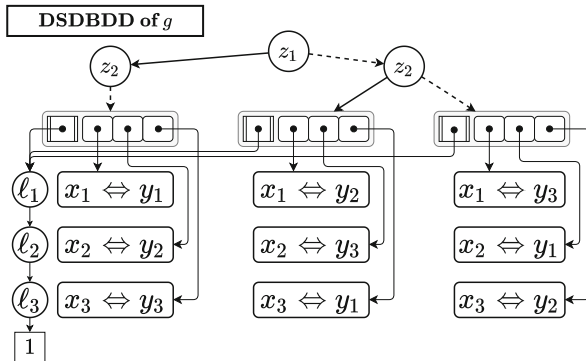 DSDBDD of g
z₁
z₂ z₂
ℓ₁ x₁ ⇔ y₁ x₁ ⇔ y₂ x₁ ⇔ y₃
ℓ₂ x₂ ⇔ y₂ x₂ ⇔ y₃ x₂ ⇔ y₁
ℓ₃ x₃ ⇔ y₃ x₃ ⇔ y₁ x₃ ⇔ y₂
1